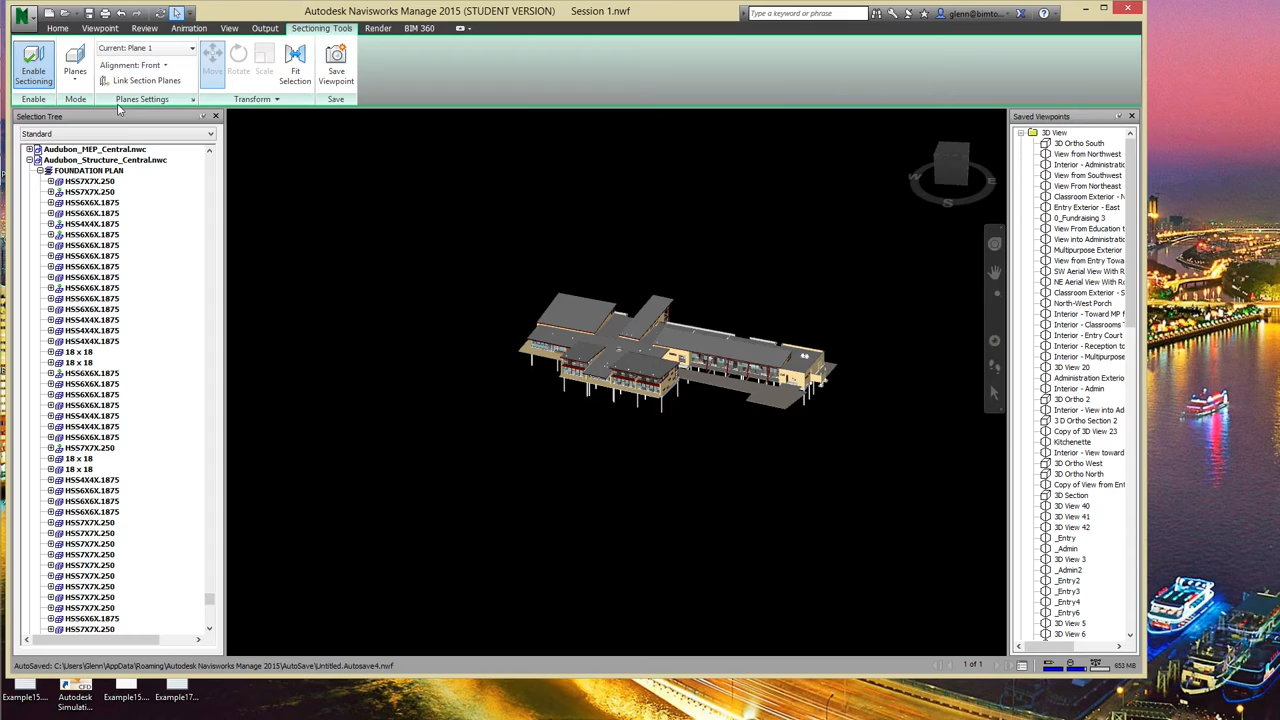 Autodesk Navisworks Manage 2015 (STUDENT VERSION) Session 1.nwf
Type a keyword or phrase
glenn@bimto...
Home Viewpoint Review Animation View Output Sectioning Tools Render BIM 360
Enable Sectioning
Planes
Current: Plane 1
Alignment: Front
Link Section Planes
Move Rotate Scale
Fit Selection
Save Viewpoint
Enable Mode Planes Settings Transform Save
Selection Tree
Standard
Audubon_MEP_Central.nwc
Audubon_Structure_Central.nwc
FOUNDATION PLAN
HSS7X7X.250
HSS7X7X.250
HSS6X6X.1875
HSS6X6X.1875
HSS4X4X.1875
HSS6X6X.1875
HSS6X6X.1875
HSS6X6X.1875
HSS6X6X.1875
HSS6X6X.1875
HSS6X6X.1875
HSS6X6X.1875
HSS6X6X.1875
HSS4X4X.1875
HSS4X4X.1875
HSS4X4X.1875
18 x 18
18 x 18
HSS6X6X.1875
HSS6X6X.1875
HSS6X6X.1875
HSS6X6X.1875
HSS4X4X.1875
HSS6X6X.1875
HSS6X6X.1875
HSS7X7X.250
18 x 18
18 x 18
HSS4X4X.1875
HSS6X6X.1875
HSS6X6X.1875
HSS6X6X.1875
HSS7X7X.250
HSS7X7X.250
HSS7X7X.250
HSS7X7X.250
HSS7X7X.250
HSS7X7X.250
HSS7X7X.250
HSS7X7X.250
HSS6X6X.1875
HSS7X7X.250
W E S
Saved Viewpoints
3D View
3D Ortho South
View from Northwest
Interior - Administra
View from Southwest
View From Northeast
Classroom Exterior - N
Entry Exterior - East
0_Fundraising 3
View From Education t
View into Administrati
Multipurpose Exterior
View from Entry Towa
SW Aerial View With R
NE Aerial View With R
Classroom Exterior - S
North-West Porch
Interior - Toward MP f
Interior - Classrooms T
Interior - Entry Court
Interior - Reception to
Interior - Multipurpose
3D View 20
Administration Exterior
Interior - Admin
3D Ortho 2
Interior - View into Ad
3 D Ortho Section 2
Copy of 3D View 23
Kitchenette
Interior - View toward
3D Ortho West
3D Ortho North
Copy of View from Ent
3D Section
3D View 40
3D View 41
3D View 42
_Entry
_Admin
3D View 3
_Admin2
_Entry2
_Entry3
_Entry4
_Entry6
3D View 5
3D View 6
AutoSaved: C:\Users\Glenn\AppData\Roaming\Autodesk Navisworks Manage 2015\AutoSave\Untitled.Autosave4.nwf
1 of 1
653 MB
Example15.... Autodesk Simulati... Example15.... Example17...